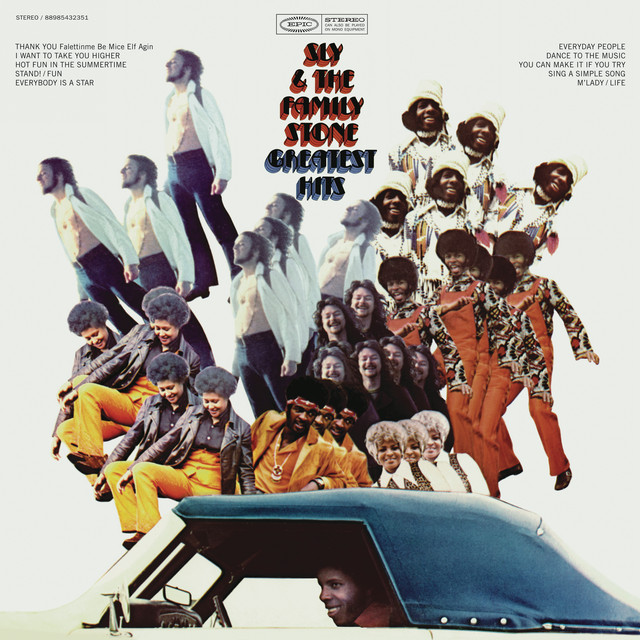 STEREO / 88985432351
EPIC
STEREO
CAN ALSO BE PLAYED
ON MONO EQUIPMENT
SLY
& THE
FAMILY
STONE
GREATEST
HITS
THANK YOU Falettinme Be Mice Elf Agin
I WANT TO TAKE YOU HIGHER
HOT FUN IN THE SUMMERTIME
STAND! / FUN
EVERYBODY IS A STAR
EVERYDAY PEOPLE
DANCE TO THE MUSIC
YOU CAN MAKE IT IF YOU TRY
SING A SIMPLE SONG
M'LADY / LIFE